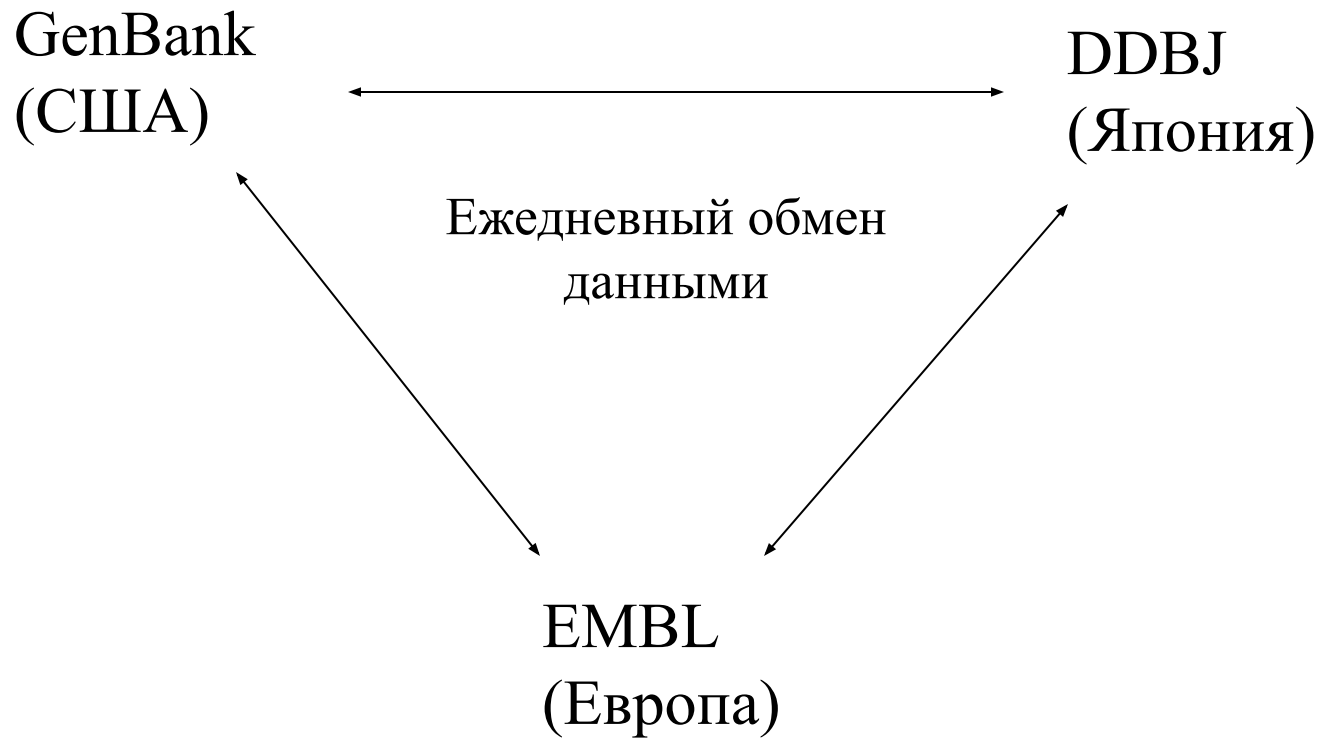 GenBank
(США)
DDBJ
(Япония)
Ежедневный обмен
данными
EMBL
(Европа)